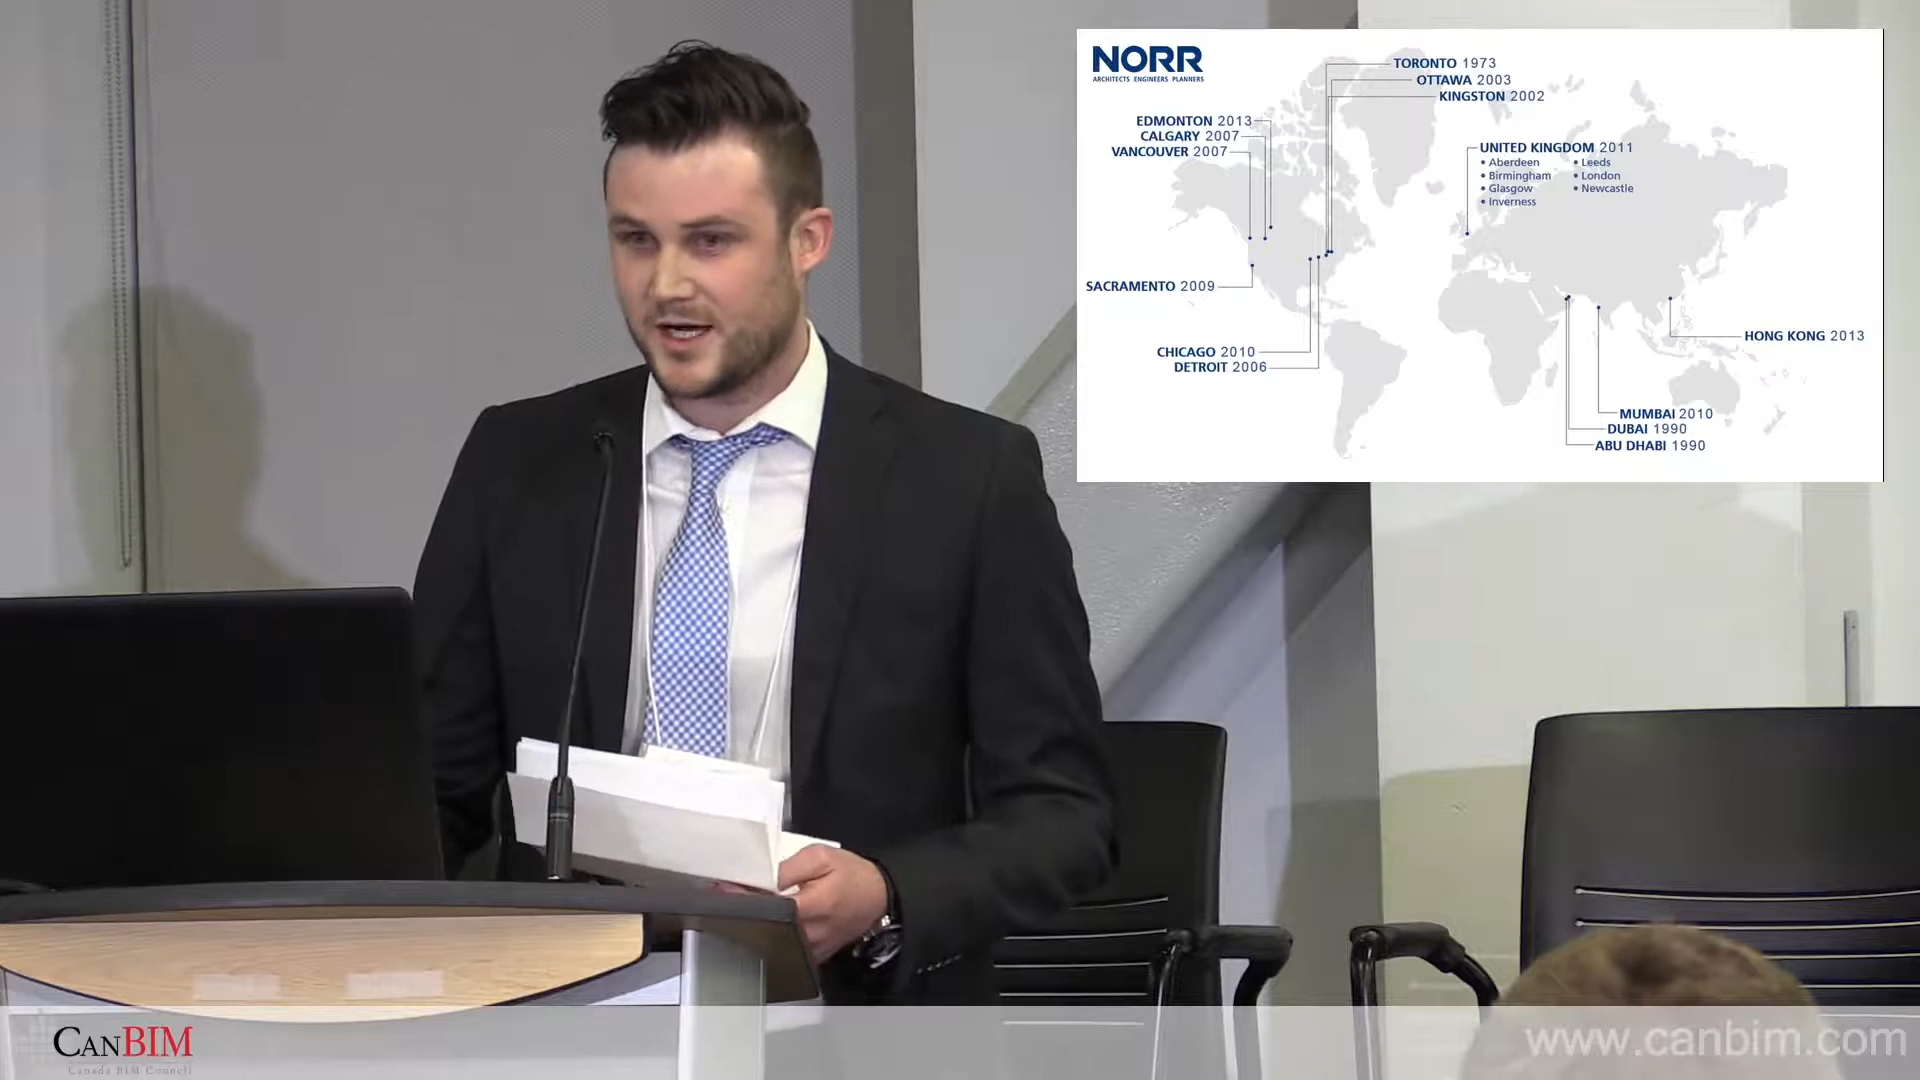 NORR
ARCHITECTS ENGINEERS PLANNERS
TORONTO 1973
OTTAWA 2003
KINGSTON 2002
EDMONTON 2013
CALGARY 2007
VANCOUVER 2007
UNITED KINGDOM 2011
• Aberdeen
• Birmingham
• Glasgow
• Inverness
• Leeds
• London
• Newcastle
SACRAMENTO 2009
CHICAGO 2010
DETROIT 2006
HONG KONG 2013
MUMBAI 2010
DUBAI 1990
ABU DHABI 1990
CANBIM
Canada BIM Council
www.canbim.com